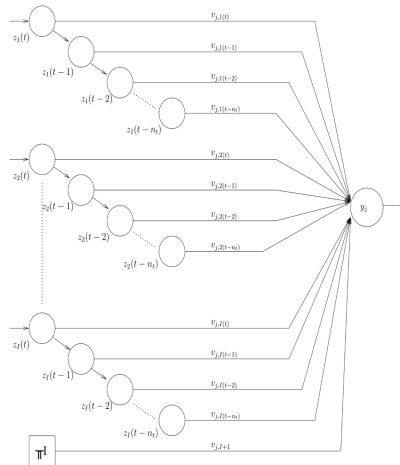 v_{j,1(t)}
z_1(t)
v_{j,1(t−1)}
z_1(t−1)
v_{j,1(t−2)}
z_1(t−2)
v_{j,1(t−n_t)}
z_1(t−n_t)
v_{j,2(t)}
z_2(t)
v_{j,2(t−1)}
z_2(t−1)
y_j
v_{j,2(t−2)}
z_2(t−2)
v_{j,2(t−n_t)}
z_2(t−n_t)
v_{j,I(t)}
z_I(t)
v_{j,I(t−1)}
z_I(t−1)
v_{j,I(t−2)}
z_I(t−2)
v_{j,I(t−n_t)}
z_I(t−n_t)
v_{j,I+1}